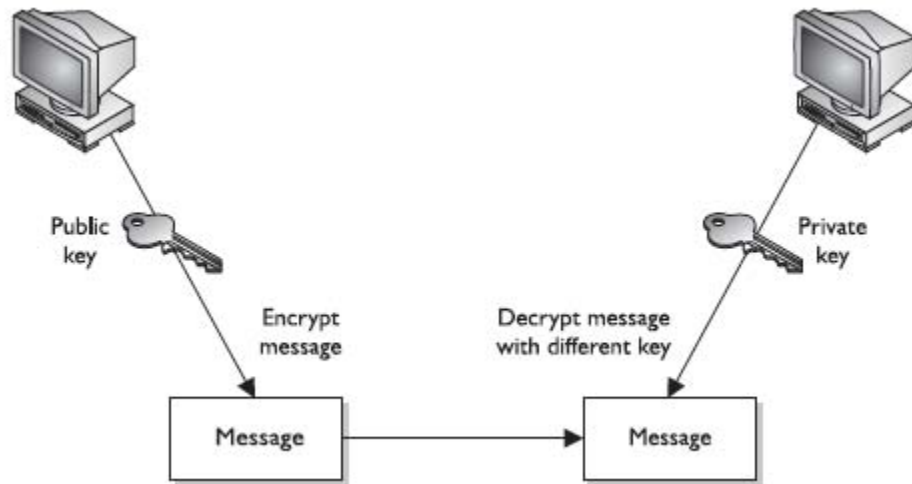 Public
key
Private
key
Encrypt
message
Decrypt message
with different key
Message
Message